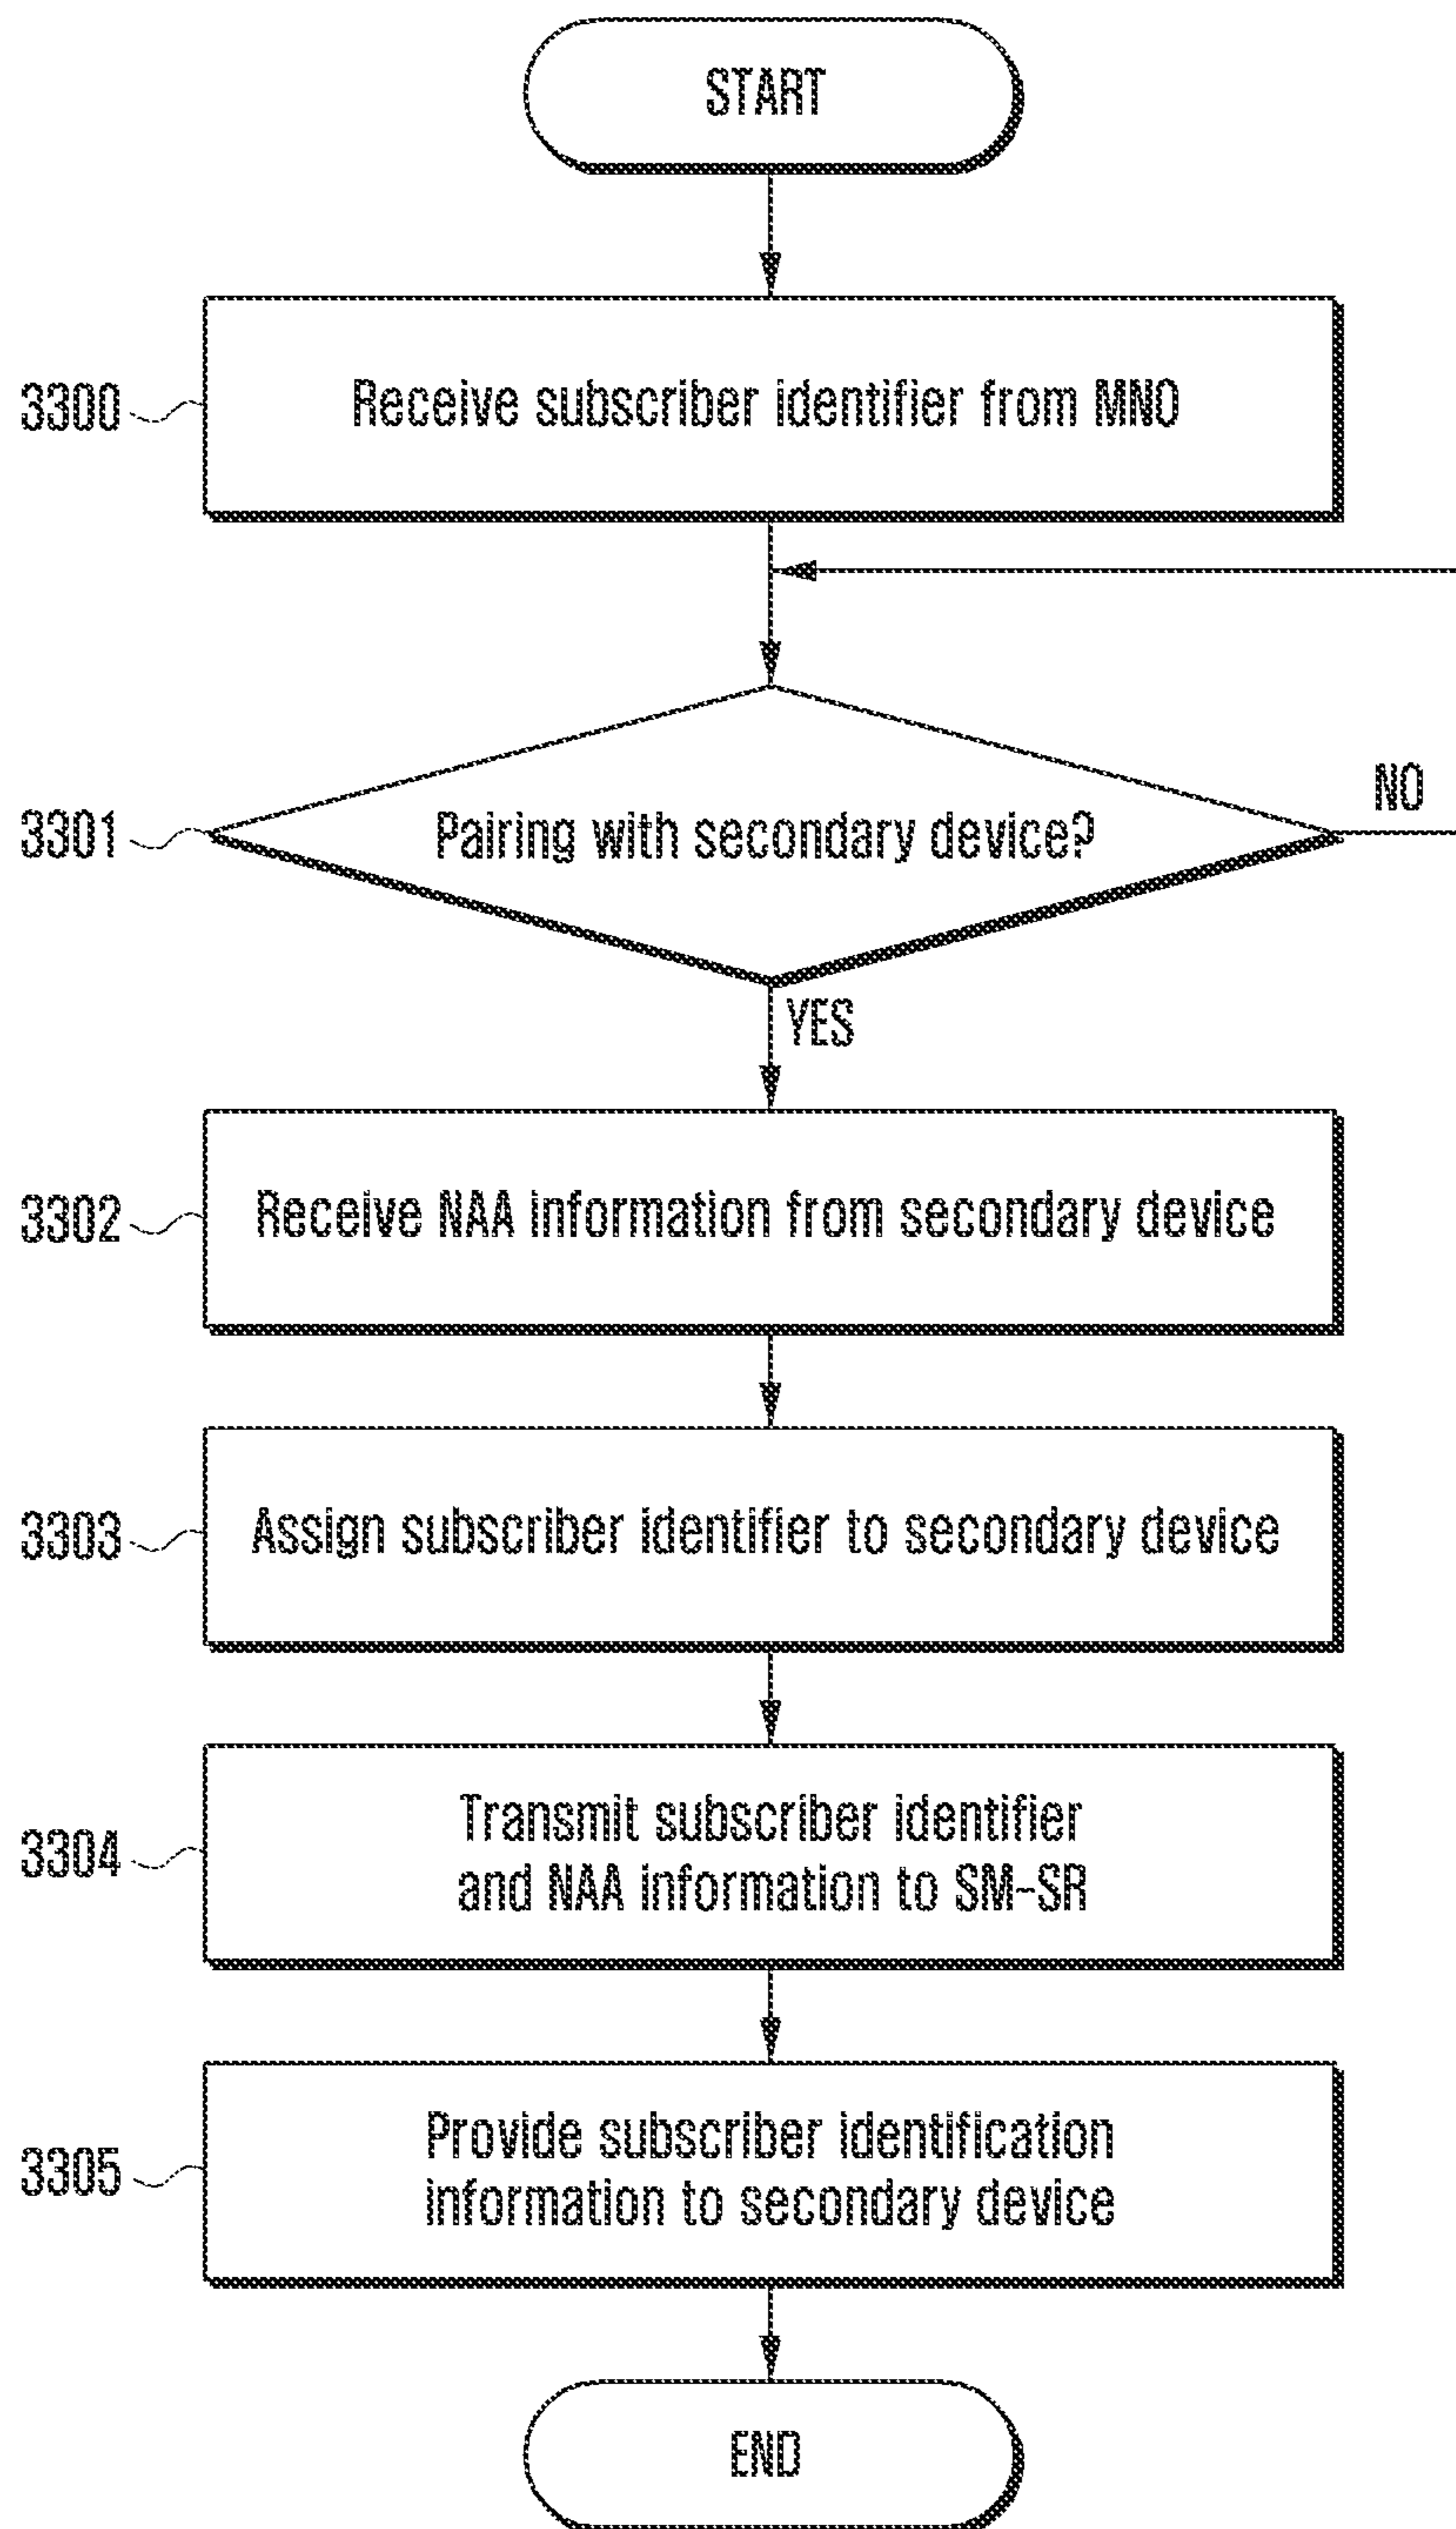 START
3300
Receive subscriber identifier from MNO
3301
Pairing with secondary device?
NO
YES
3302
Receive NAA information from secondary device
3303
Assign subscriber identifier to secondary device
3304
Transmit subscriber identifier
and NAA information to SM-SR
3305
Provide subscriber identification
information to secondary device
END